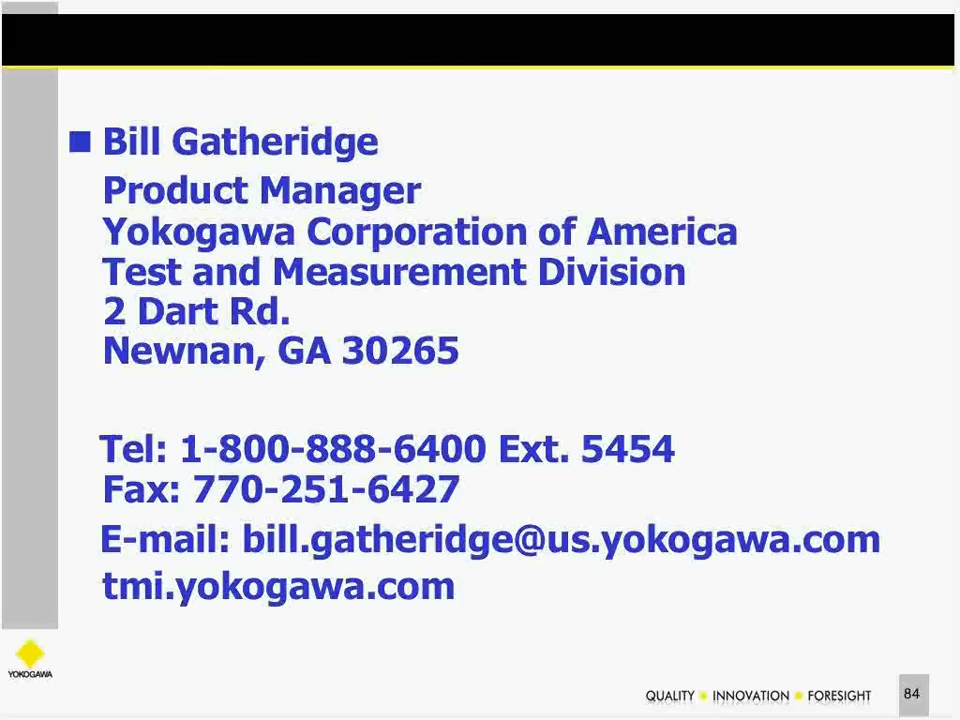 Bill Gatheridge
Product Manager
Yokogawa Corporation of America
Test and Measurement Division
2 Dart Rd.
Newnan, GA 30265
Tel: 1-800-888-6400 Ext. 5454
Fax: 770-251-6427
E-mail: bill.gatheridge@us.yokogawa.com
tmi.yokogawa.com
YOKOGAWA
QUALITY INNOVATION FORESIGHT
84